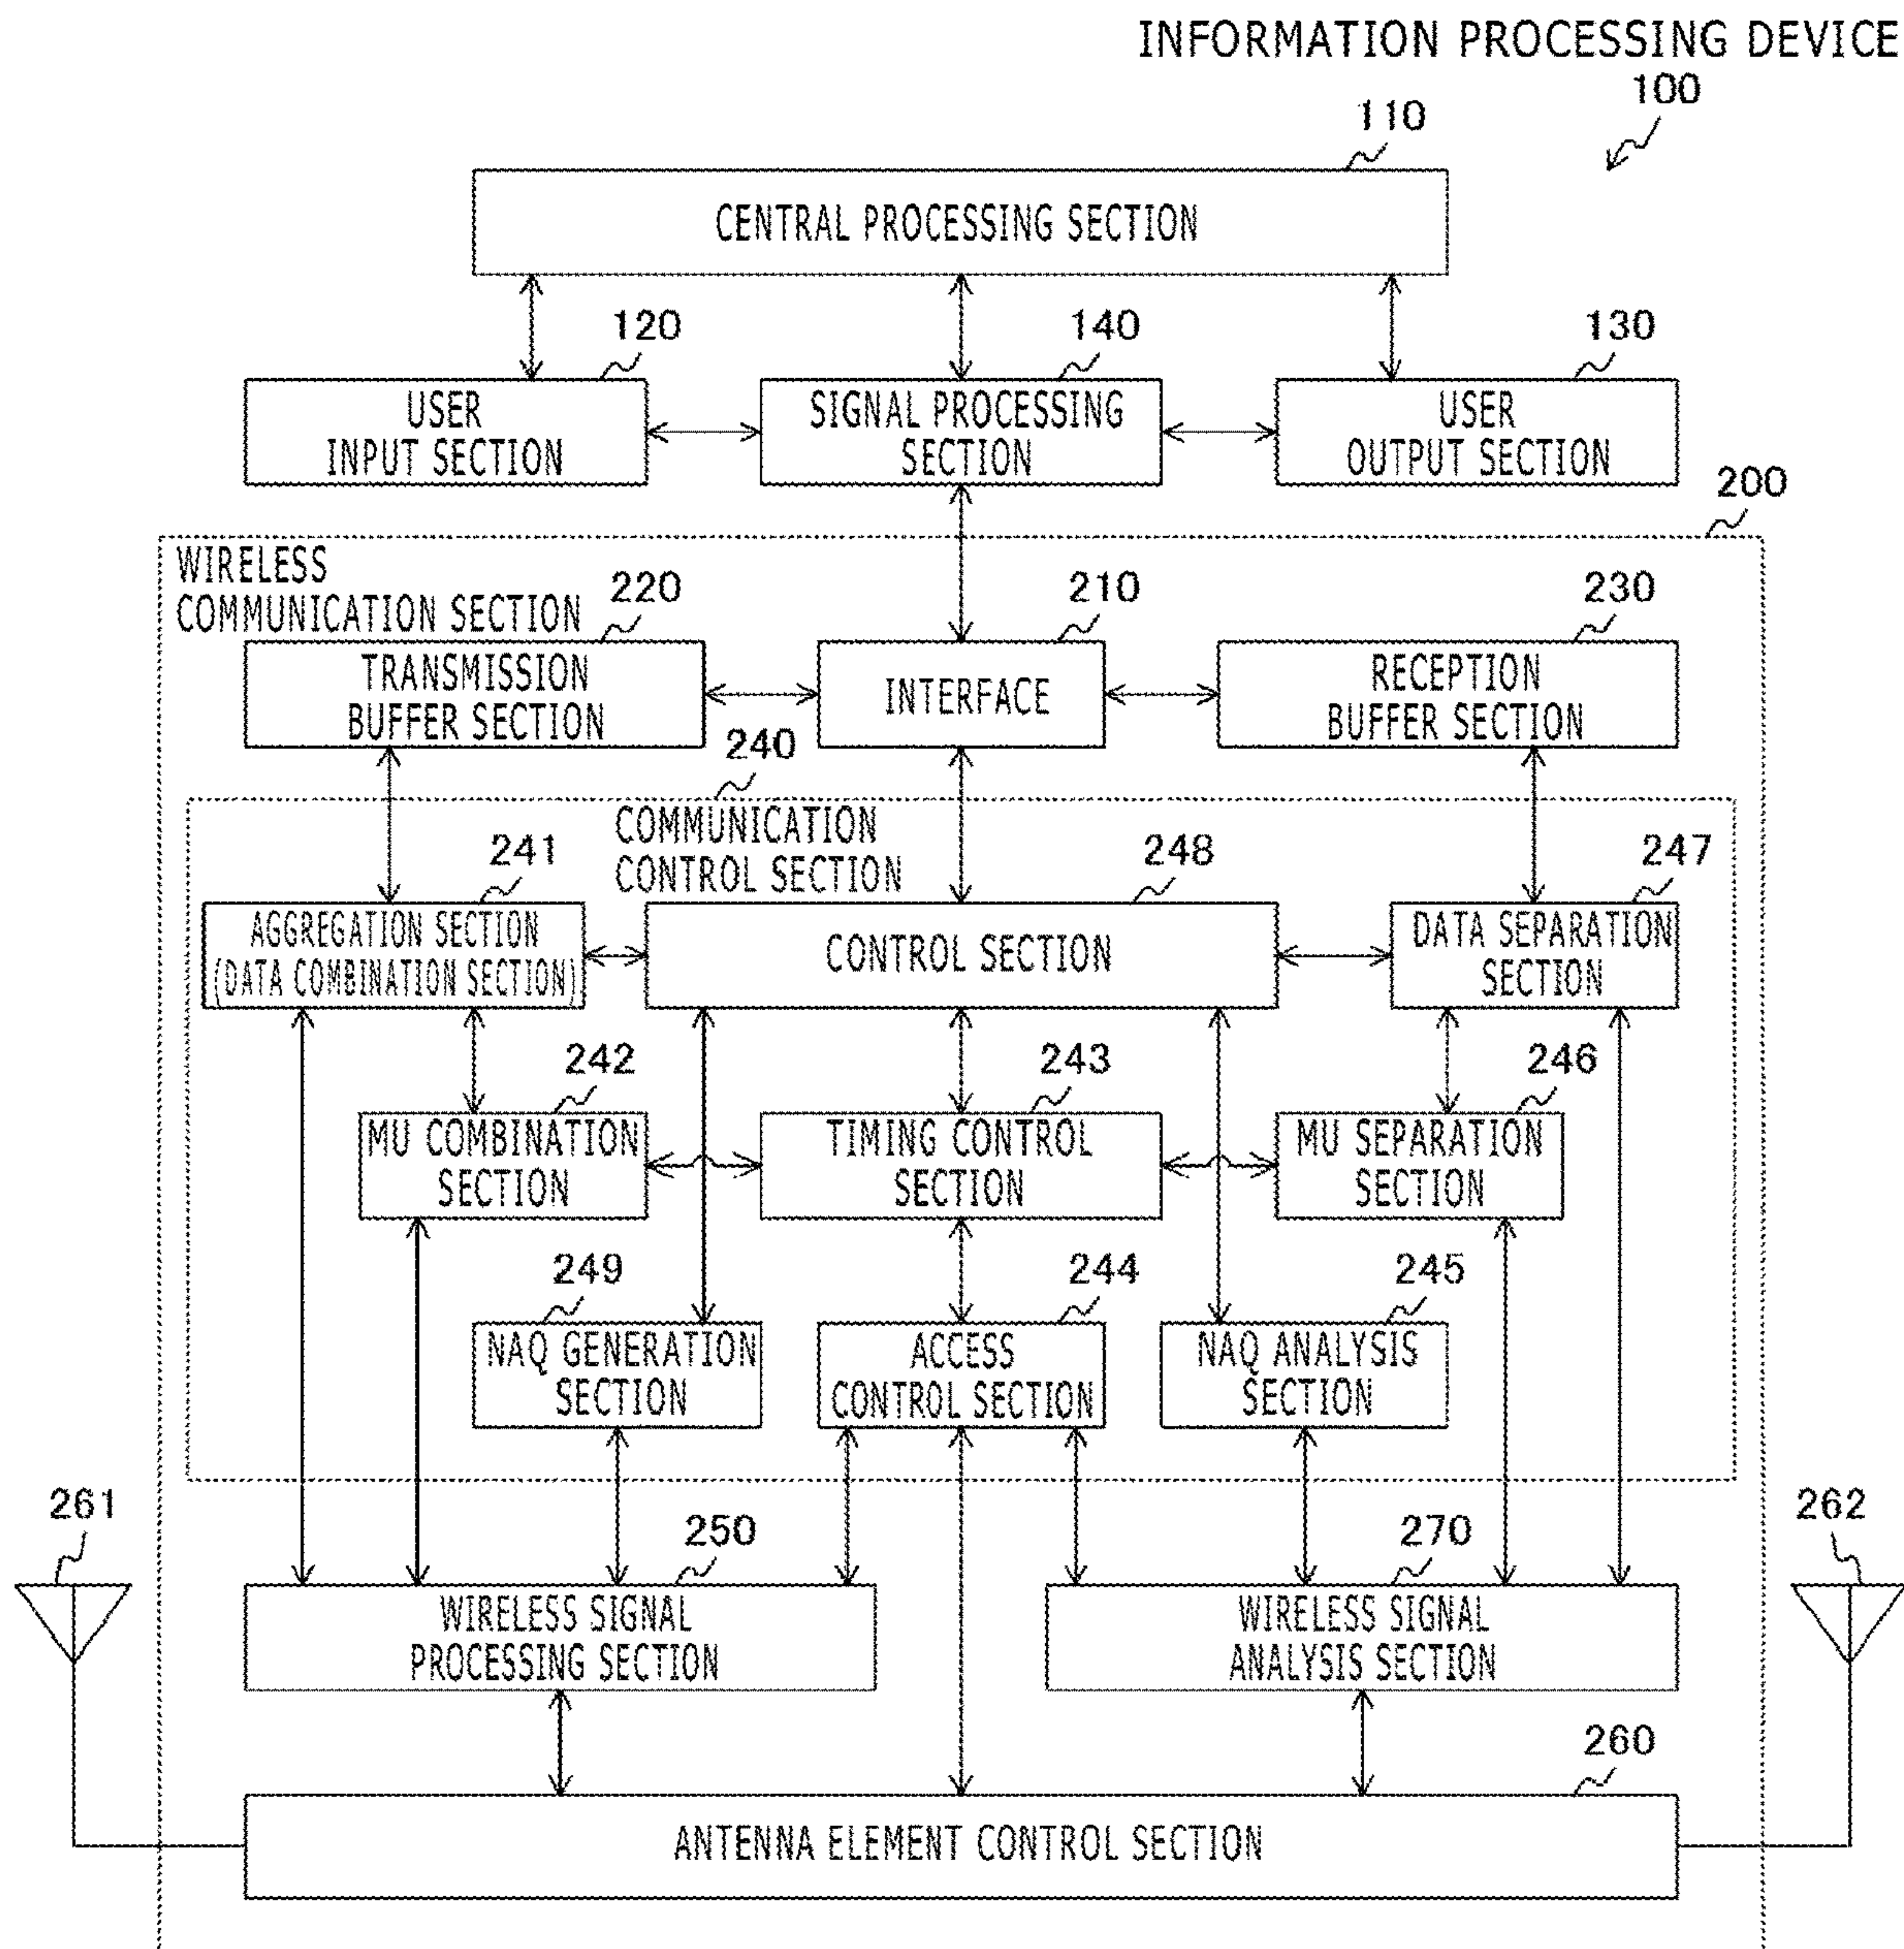 INFORMATION PROCESSING DEVICE
100
110
CENTRAL PROCESSING SECTION
120
140
130
USER
INPUT SECTION
SIGNAL PROCESSING
SECTION
USER
OUTPUT SECTION
200
WIRELESS
COMMUNICATION SECTION
220
210
230
TRANSMISSION
BUFFER SECTION
INTERFACE
RECEPTION
BUFFER SECTION
240
COMMUNICATION
CONTROL SECTION
241
248
247
AGGREGATION SECTION
(DATA COMBINATION SECTION)
CONTROL SECTION
DATA SEPARATION
SECTION
242
243
246
MU COMBINATION
SECTION
TIMING CONTROL
SECTION
MU SEPARATION
SECTION
249
244
245
NAQ GENERATION
SECTION
ACCESS
CONTROL SECTION
NAQ ANALYSIS
SECTION
261
250
270
262
WIRELESS SIGNAL
PROCESSING SECTION
WIRELESS SIGNAL
ANALYSIS SECTION
260
ANTENNA ELEMENT CONTROL SECTION